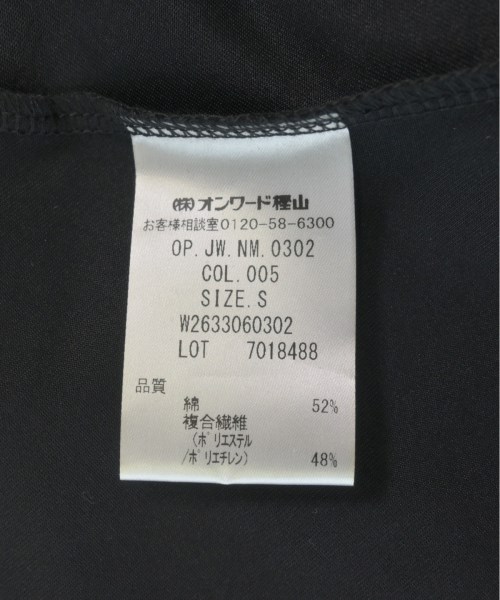 (株)オンワード樫山
お客様相談室0120-58-6300
OP.JW.NM.0302
COL.005
SIZE.S
W2633060302
LOT 7018488
品質
綿 52%
複合繊維
(ポリエステル
/ポリエチレン) 48%